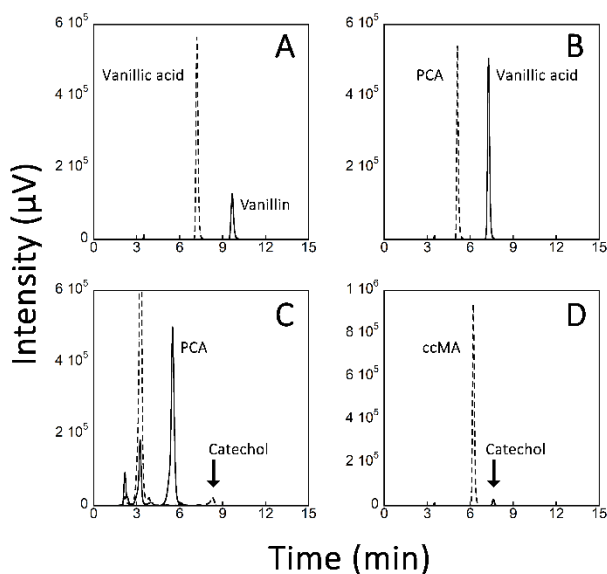 Intensity (µV)
A
6 10⁵
4 10⁵
2 10⁵
0
Vanillic acid
Vanillin
0 3 6 9 12 15
B
6 10⁵
4 10⁵
2 10⁵
0
PCA
Vanillic acid
0 3 6 9 12 15
C
6 10⁵
4 10⁵
2 10⁵
0
PCA
Catechol
0 3 6 9 12 15
D
1 10⁶
8 10⁵
6 10⁵
4 10⁵
2 10⁵
0
ccMA
Catechol
0 3 6 9 12 15
Time (min)